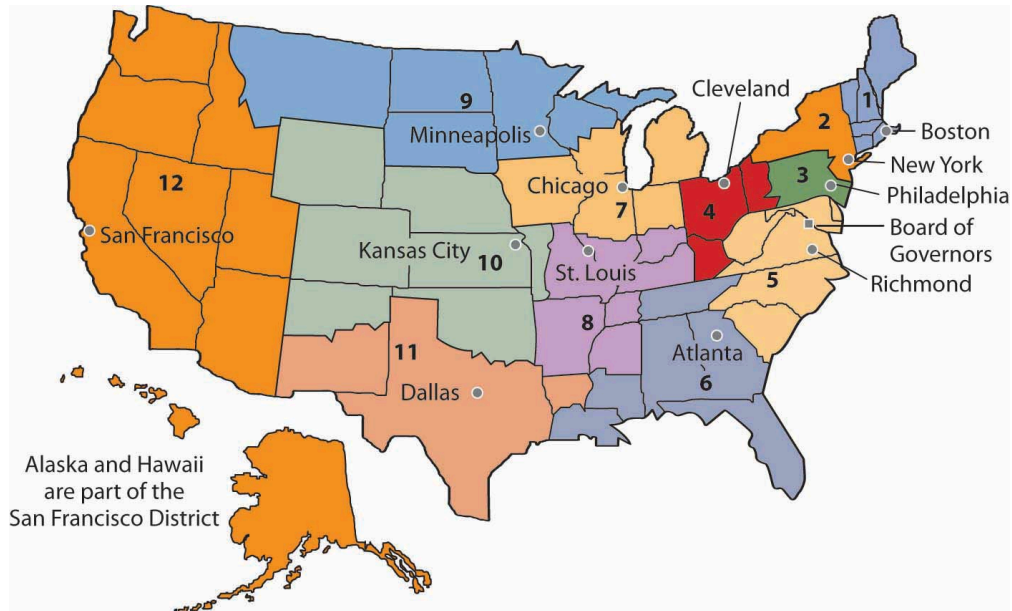 Cleveland
9
1
2
Minneapolis
Boston
New York
3
12
Chicago
Philadelphia
7
4
San Francisco
Board of
Governors
Kansas City
10
St. Louis
Richmond
5
8
11
Atlanta
6
Dallas
Alaska and Hawaii
are part of the
San Francisco District